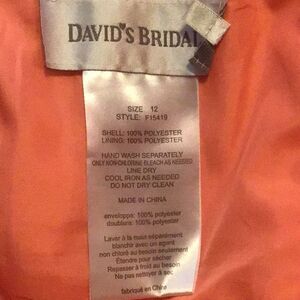 DAVID'S BRIDAL
SIZE: 12
STYLE: F15419
SHELL: 100% POLYESTER
LINING: 100% POLYESTER
HAND WASH SEPARATELY
ONLY NON-CHLORINE BLEACH AS NEEDED
LINE DRY
COOL IRON AS NEEDED
DO NOT DRY CLEAN
MADE IN CHINA
enveloppe: 100% polyester
doublure: 100% polyester
Laver à la main séparément
blanchir avec un agent
non chloré au besoin seulement
Étendre pour sécher
Repasser à froid au besoin
Ne pas nettoyer à sec
fabriqué en Chine